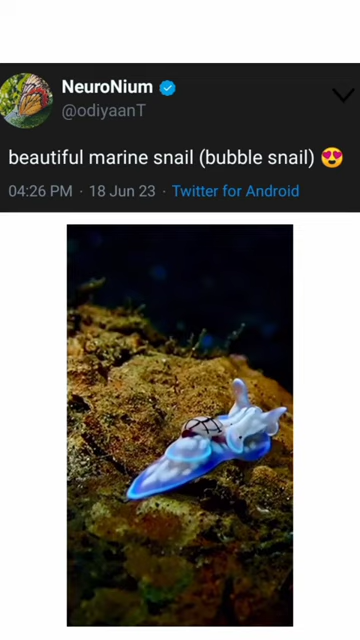 NeuroNium
@odiyaanT
beautiful marine snail (bubble snail) 😍
04:26 PM · 18 Jun 23 · Twitter for Android